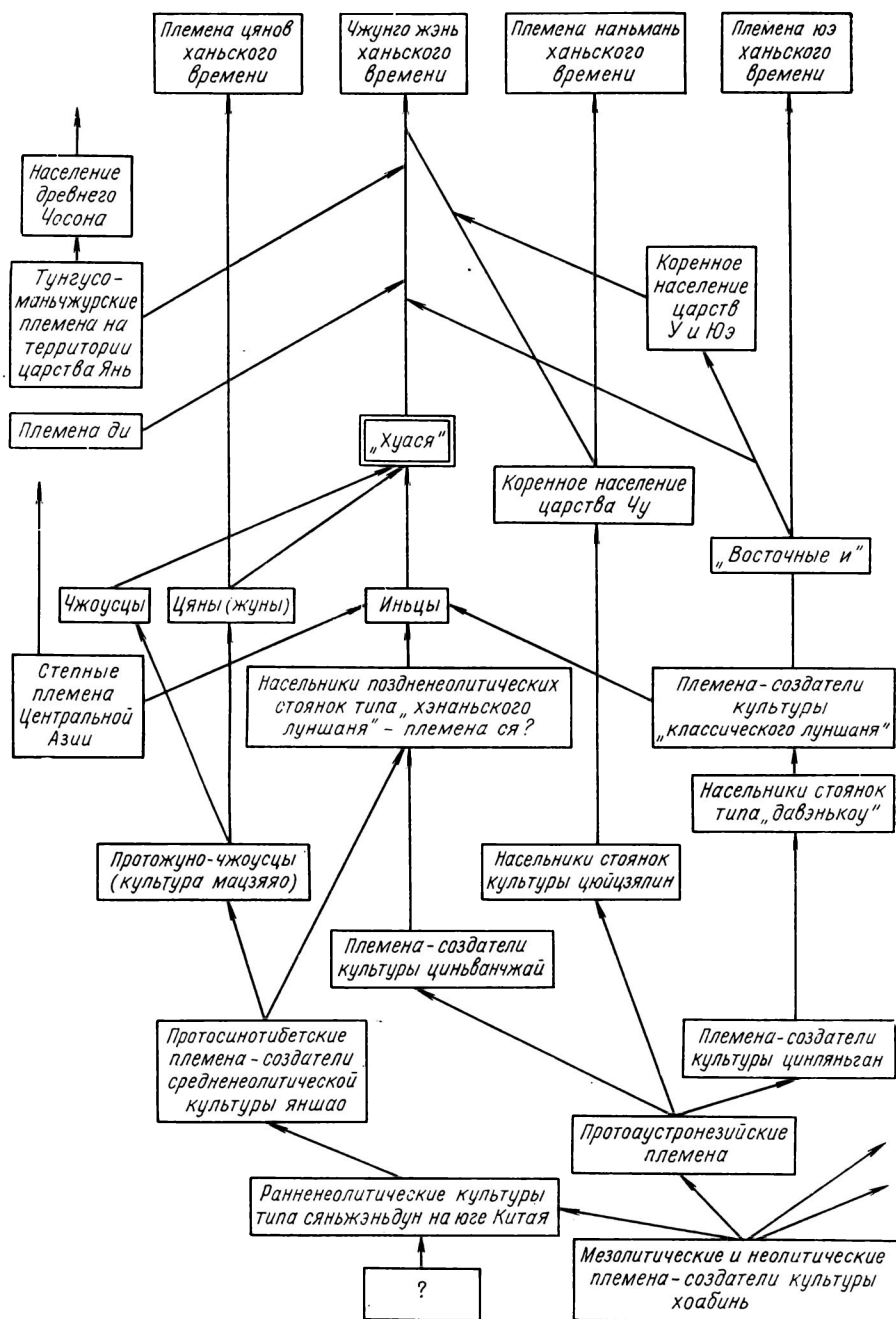 Племена цянов
ханьского
времени
Чжунго жэнь
ханьского
времени
Племена наньмань
ханьского
времени
Племена юэ
ханьского
времени
Население
древнего
Чосона
Тунгусо-
маньчжурские
племена на
территории
царства Янь
Коренное
население
царств
У и Юэ
Племена ди
„Хуася"
Коренное население
царства Чу
„Восточные и"
Чжоусцы
Цяны (жуны)
Иньцы
Степные
племена
Центральной
Азии
Насельники поздненеолитических
стоянок типа „хэнаньского
луншаня" – племена ся?
Племена-создатели
культуры
„классического луншаня"
Насельники стоянок
типа „давэнькоу"
Протожуно-чжоусцы
(культура мацзяяо)
Насельники стоянок
культуры цюйцзялин
Племена-создатели
культуры циньванчжай
Протосинотибетские
племена-создатели
средненеолитической
культуры яншао
Племена-создатели
культуры цинляньган
Протоаустронезийские
племена
Ранненеолитические культуры
типа сяньжэньдун на юге Китая
Мезолитические и неолитические
племена-создатели культуры
хоабинь
?